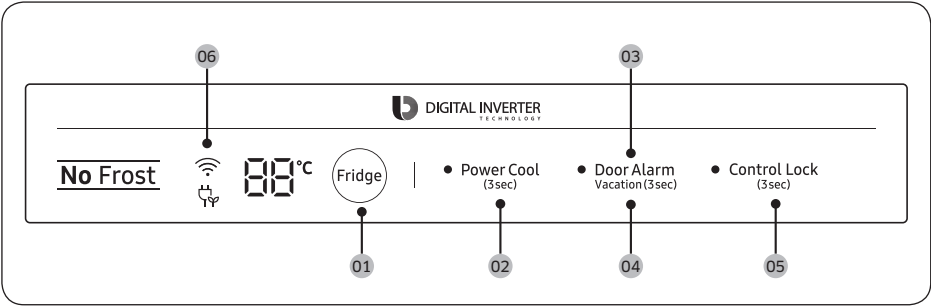 06
03
DIGITAL INVERTER
TECHNOLOGY
No Frost
88°C
Fridge
Power Cool
(3sec)
Door Alarm
Vacation (3sec)
Control Lock
(3sec)
01
02
04
05